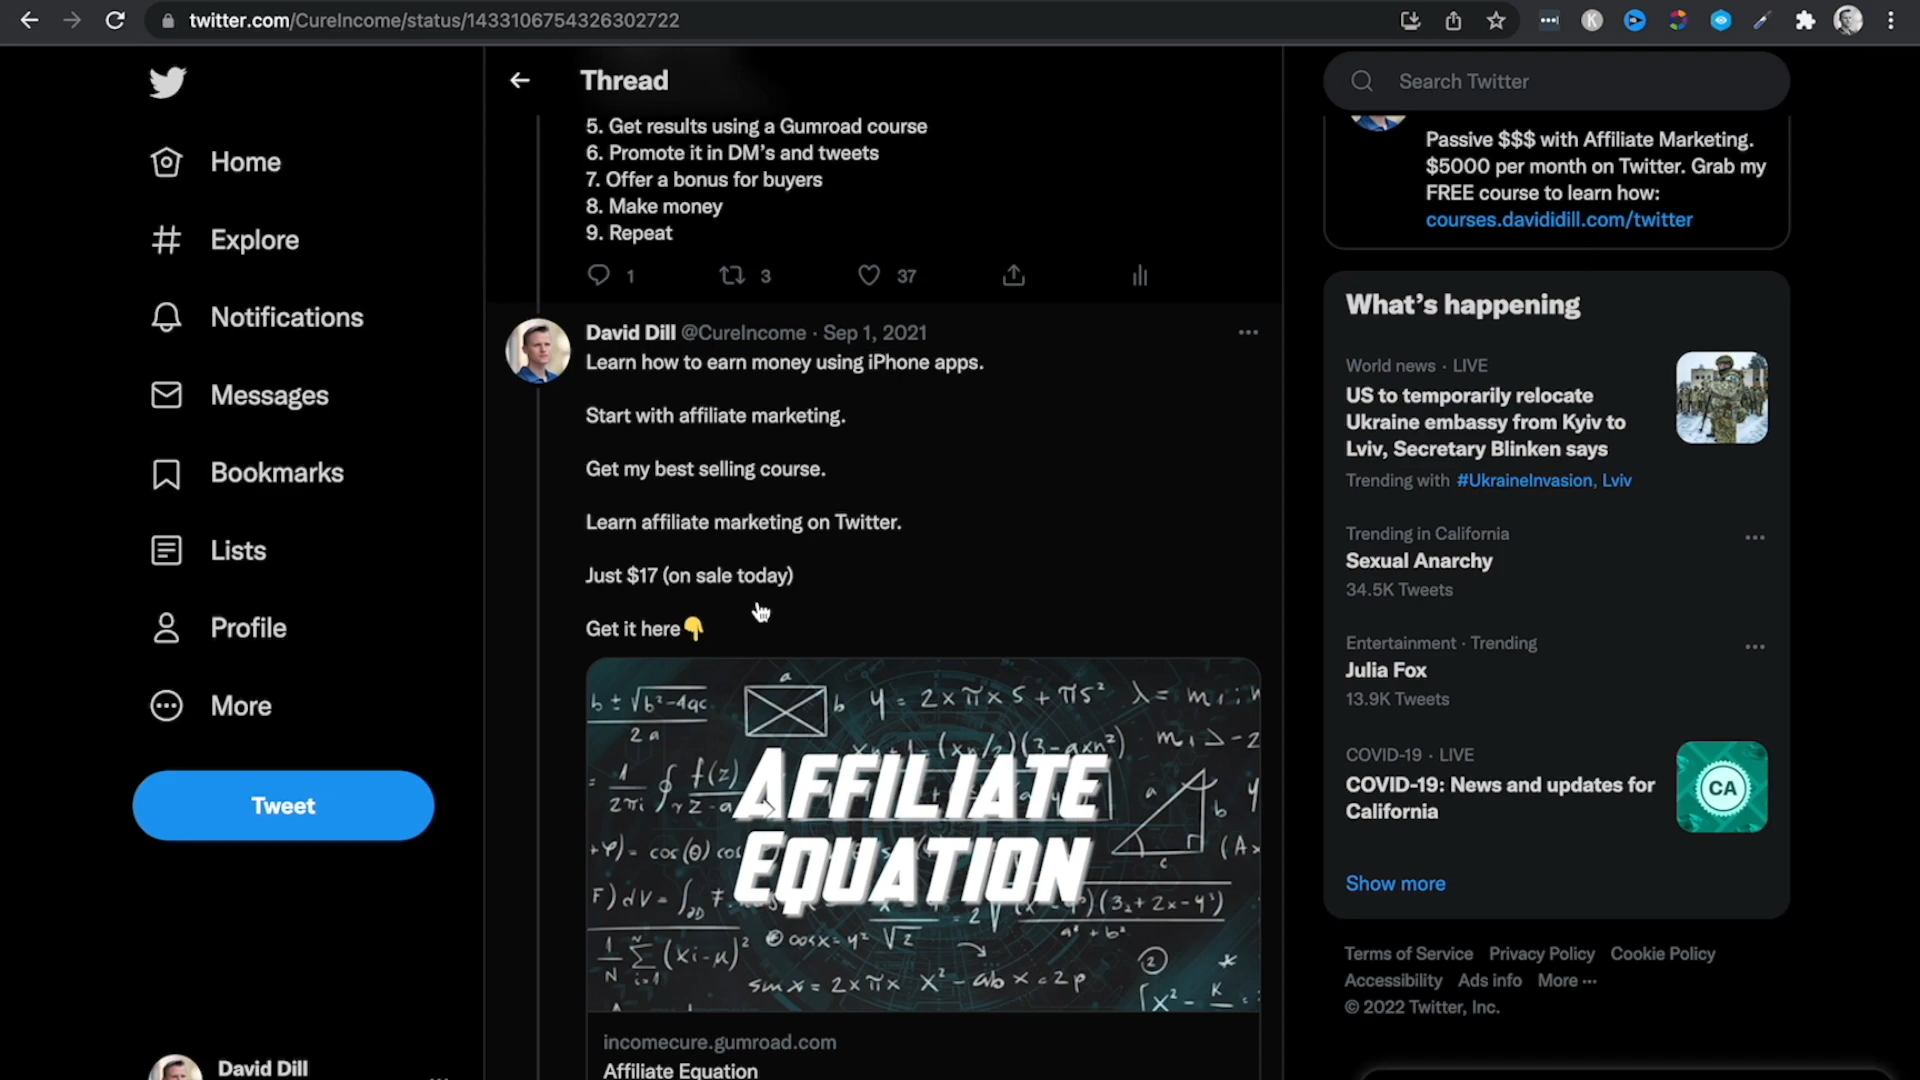 twitter.com/CureIncome/status/1433106754326302722
Home
Explore
Notifications
Messages
Bookmarks
Lists
Profile
More
Tweet
David Dill
Thread
5. Get results using a Gumroad course
6. Promote it in DM's and tweets
7. Offer a bonus for buyers
8. Make money
9. Repeat
1
3
37
David Dill @CureIncome · Sep 1, 2021
Learn how to earn money using iPhone apps.
Start with affiliate marketing.
Get my best selling course.
Learn affiliate marketing on Twitter.
Just $17 (on sale today)
Get it here👇
AFFILIATE
EQUATION
incomecure.gumroad.com
Affiliate Equation
Search Twitter
Passive $$$ with Affiliate Marketing.
$5000 per month on Twitter. Grab my
FREE course to learn how:
courses.davididill.com/twitter
What's happening
World news · LIVE
US to temporarily relocate
Ukraine embassy from Kyiv to
Lviv, Secretary Blinken says
Trending with #UkraineInvasion, Lviv
Trending in California
Sexual Anarchy
34.5K Tweets
Entertainment · Trending
Julia Fox
13.9K Tweets
COVID-19 · LIVE
COVID-19: News and updates for
California
CA
Show more
Terms of Service Privacy Policy Cookie Policy
Accessibility Ads info More ···
© 2022 Twitter, Inc.